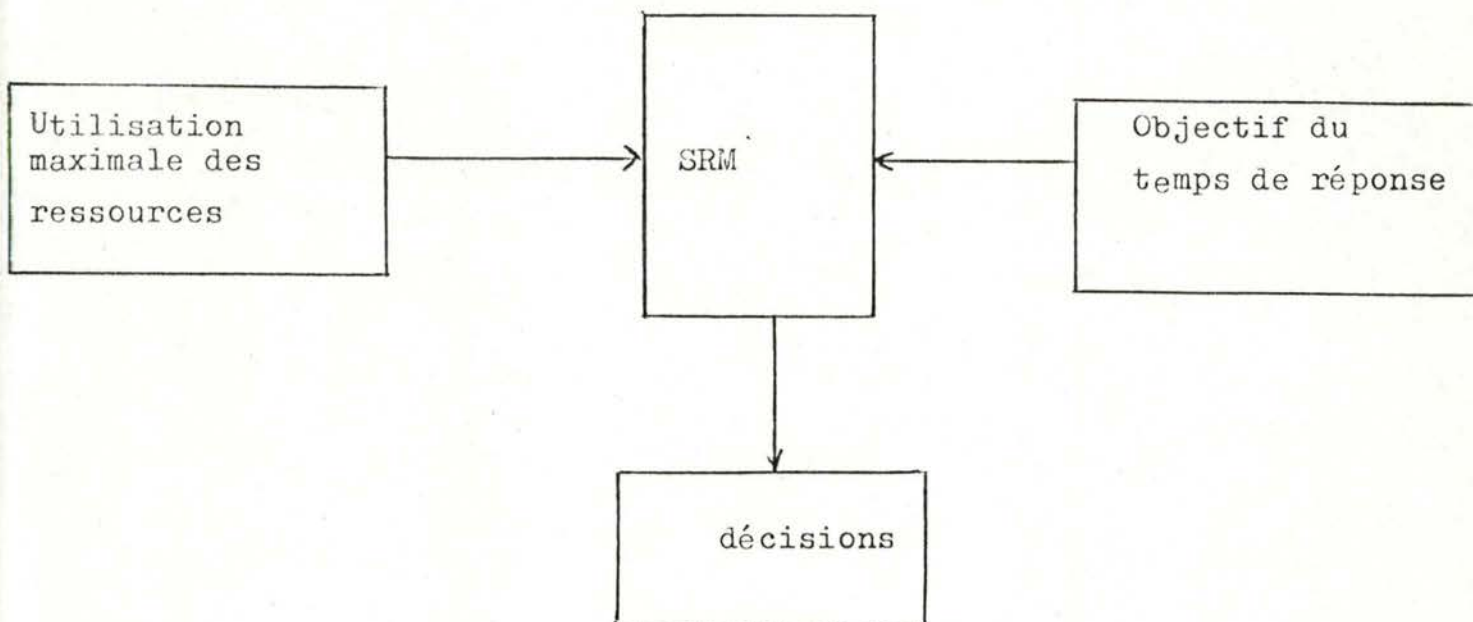 Utilisation
maximale des
ressources
SRM
Objectif du
temps de réponse
décisions